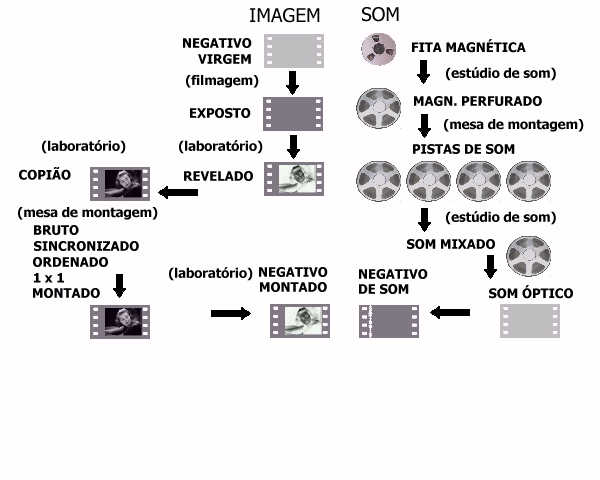 IMAGEM
SOM
NEGATIVO
VIRGEM
(filmagem)
EXPOSTO
(laboratório)
REVELADO
(laboratório)
COPIÃO
(mesa de montagem)
BRUTO
SINCRONIZADO
ORDENADO
1 x 1
MONTADO
(laboratório)
NEGATIVO
MONTADO
FITA MAGNÉTICA
(estúdio de som)
MAGN. PERFURADO
(mesa de montagem)
PISTAS DE SOM
(estúdio de som)
SOM MIXADO
SOM ÓPTICO
NEGATIVO
DE SOM